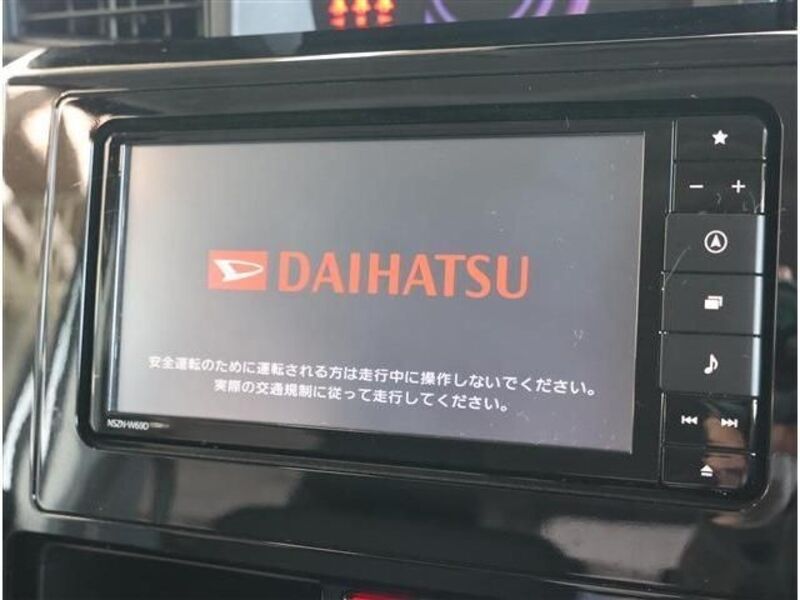 DAIHATSU
安全運転のために運転される方は走行中に操作しないでください。
実際の交通規制に従って走行してください。
NSZN-W69D